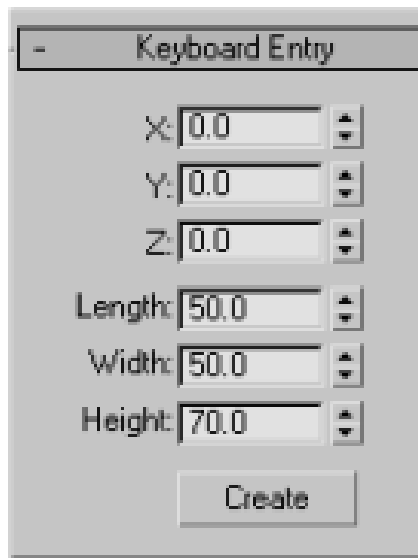 - Keyboard Entry
X: 0.0
Y: 0.0
Z: 0.0
Length: 50.0
Width: 50.0
Height: 70.0
Create